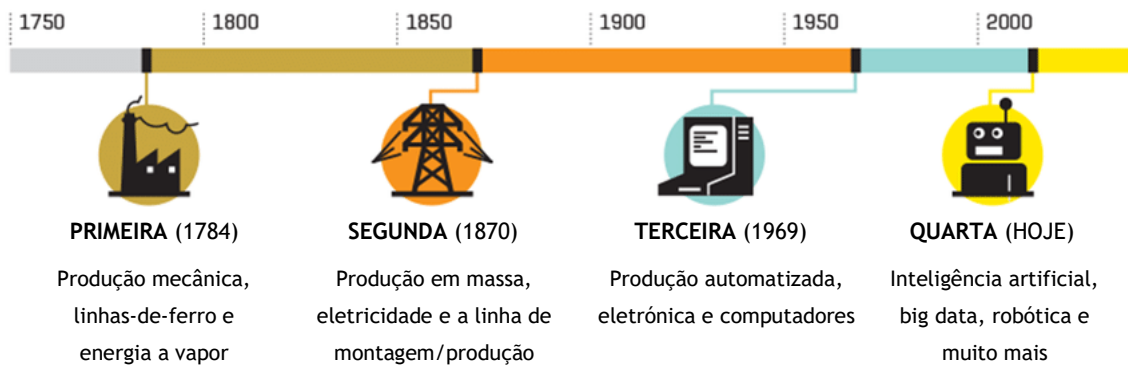 1750 1800 1850 1900 1950 2000
PRIMEIRA (1784)
Produção mecânica,
linhas-de-ferro e
energia a vapor
SEGUNDA (1870)
Produção em massa,
eletricidade e a linha de
montagem/produção
TERCEIRA (1969)
Produção automatizada,
eletrónica e computadores
QUARTA (HOJE)
Inteligência artificial,
big data, robótica e
muito mais